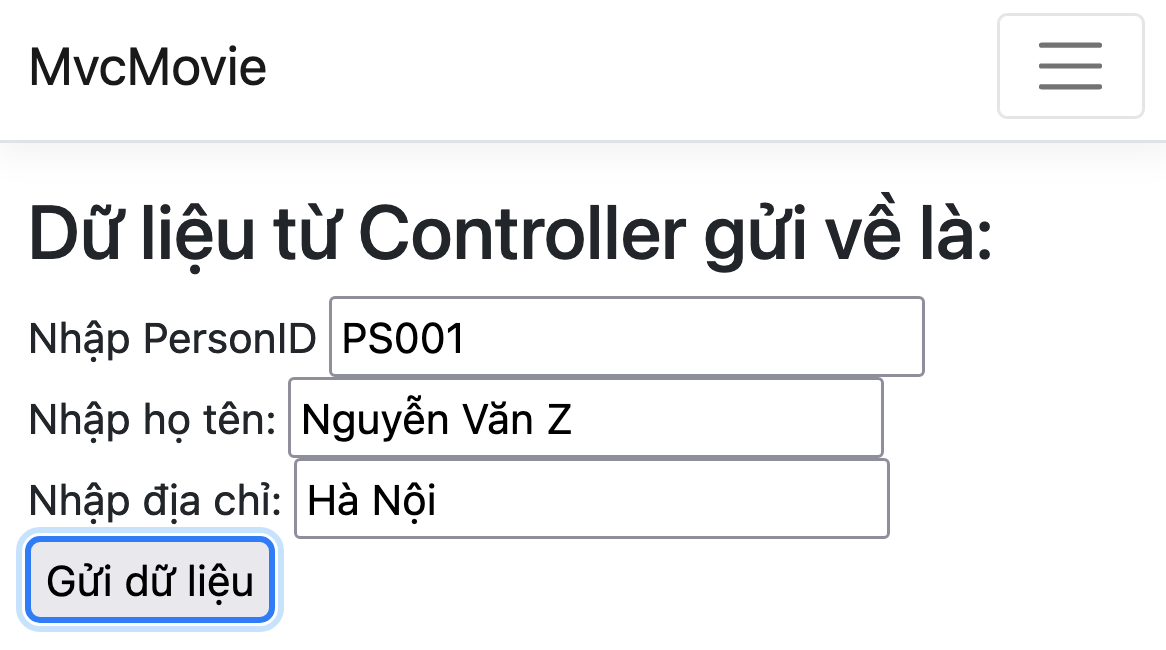 MvcMovie
Dữ liệu từ Controller gửi về là:
Nhập PersonID PS001
Nhập họ tên: Nguyễn Văn Z
Nhập địa chỉ: Hà Nội
Gửi dữ liệu